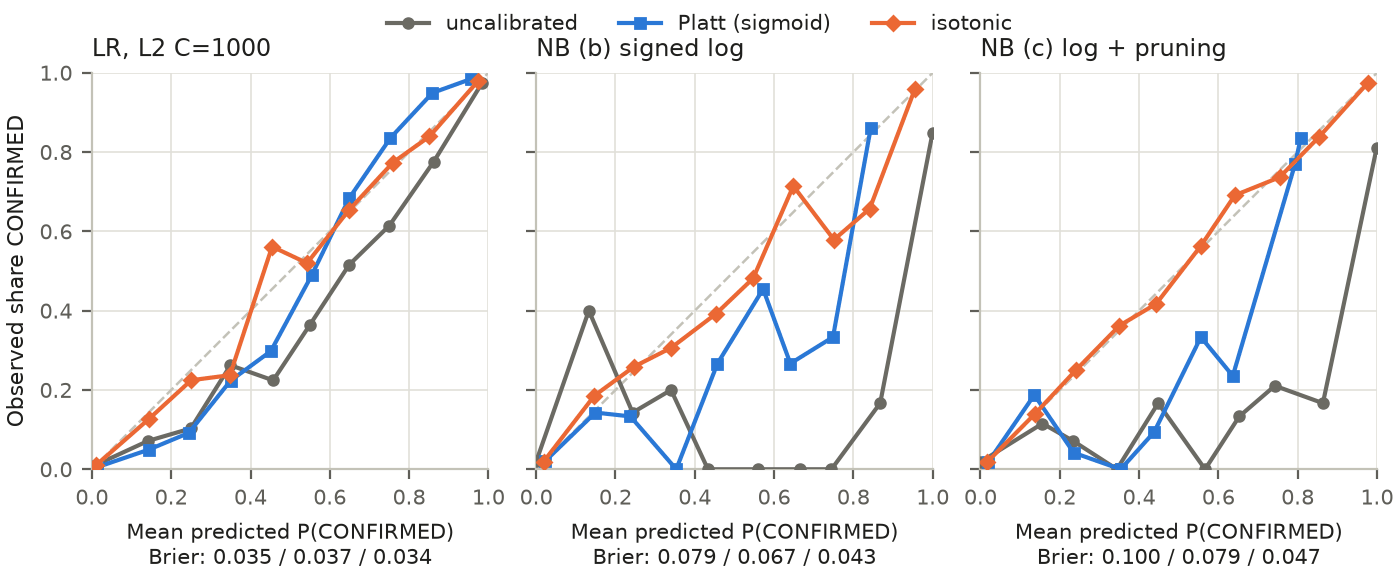 uncalibrated Platt (sigmoid) isotonic
LR, L2 C=1000
NB (b) signed log
NB (c) log + pruning
Observed share CONFIRMED
1.0
0.8
0.6
0.4
0.2
0.0
0.0 0.2 0.4 0.6 0.8 1.0
0.0 0.2 0.4 0.6 0.8 1.0
0.0 0.2 0.4 0.6 0.8 1.0
Mean predicted P(CONFIRMED)
Brier: 0.035 / 0.037 / 0.034
Mean predicted P(CONFIRMED)
Brier: 0.079 / 0.067 / 0.043
Mean predicted P(CONFIRMED)
Brier: 0.100 / 0.079 / 0.047